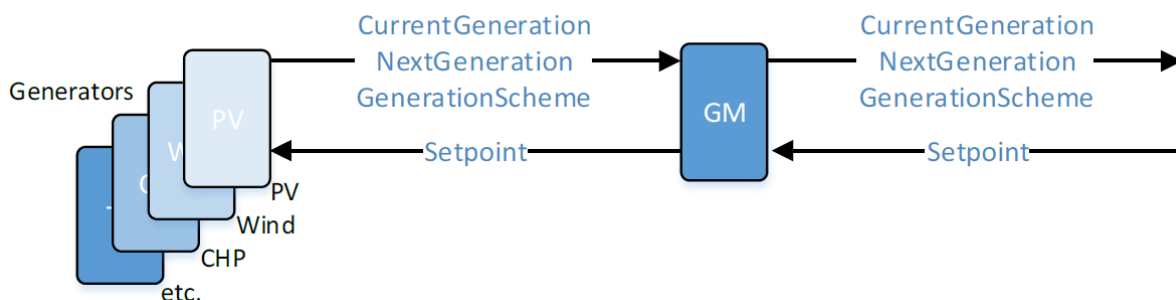 CurrentGeneration
NextGeneration
GenerationScheme
CurrentGeneration
NextGeneration
GenerationScheme
Generators
PV
W
C
GM
Setpoint
Setpoint
PV
Wind
CHP
etc.